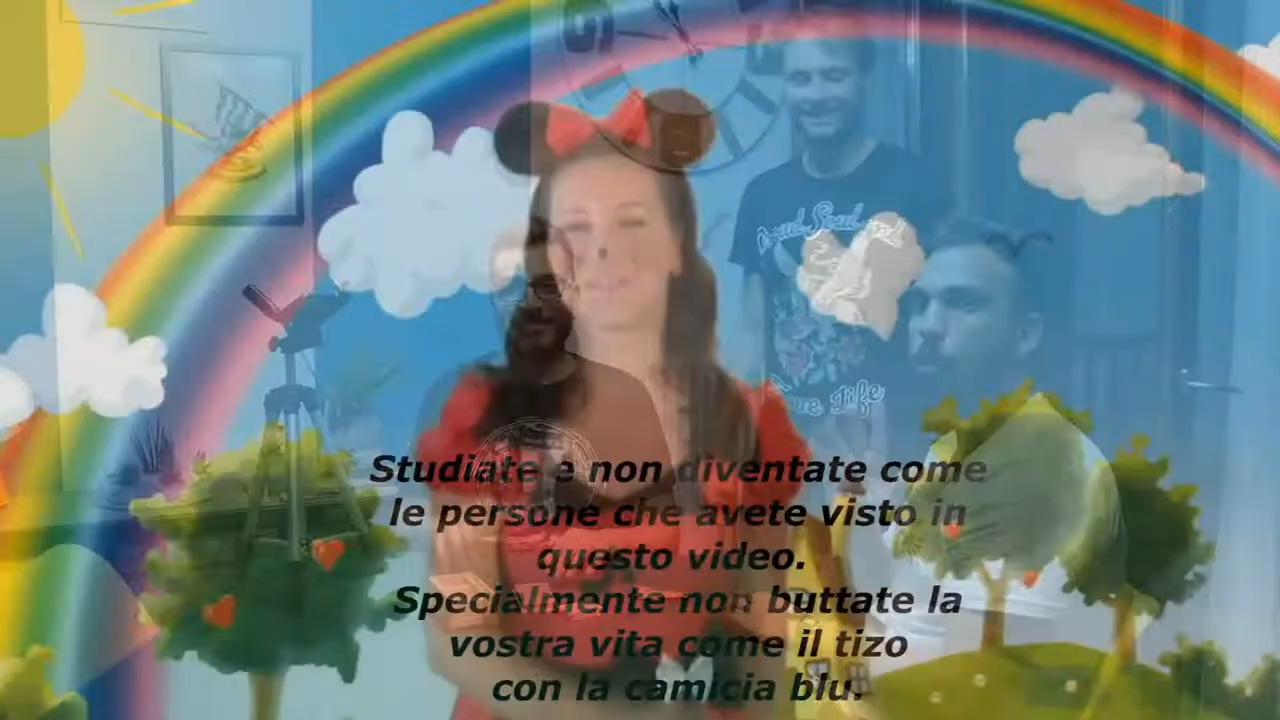 Studiate e non diventate come
le persone che avete visto in
questo video.
Specialmente non buttate la
vostra vita come il tizo
con la camicia blu.